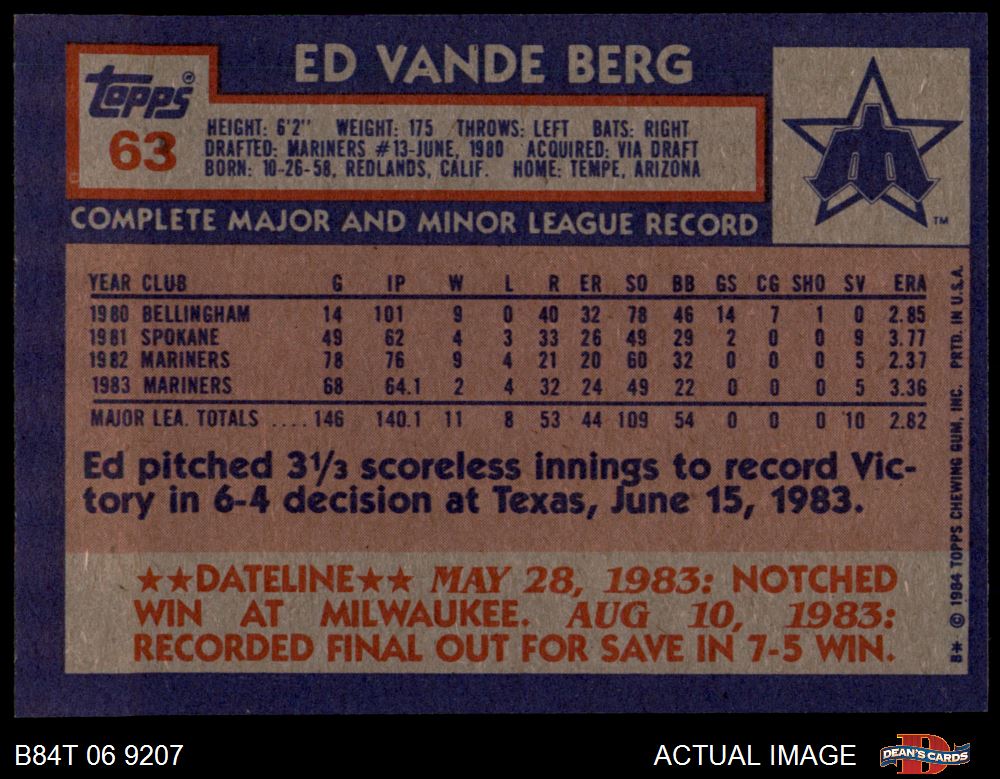 ED VANDE BERG
Topps®
63
HEIGHT: 6'2" WEIGHT: 175 THROWS: LEFT BATS: RIGHT
DRAFTED: MARINERS #13-JUNE, 1980 ACQUIRED: VIA DRAFT
BORN: 10-26-58, REDLANDS, CALIF. HOME: TEMPE, ARIZONA
TM
COMPLETE MAJOR AND MINOR LEAGUE RECORD
YEAR CLUB G IP W L R ER SO BB GS CG SHO SV ERA
1980 BELLINGHAM 14 101 9 0 40 32 78 46 14 7 1 0 2.85
1981 SPOKANE 49 62 4 3 33 26 49 29 2 0 0 9 3.77
1982 MARINERS 78 76 9 4 21 20 60 32 0 0 0 5 2.37
1983 MARINERS 68 64.1 2 4 32 24 49 22 0 0 0 5 3.36
MAJOR LEA. TOTALS .... 146 140.1 11 8 53 44 109 54 0 0 0 10 2.82
Ed pitched 3⅓ scoreless innings to record Vic-
tory in 6-4 decision at Texas, June 15, 1983.
★★DATELINE★★ MAY 28, 1983: NOTCHED
WIN AT MILWAUKEE. AUG 10, 1983:
RECORDED FINAL OUT FOR SAVE IN 7-5 WIN.
B* © 1984 TOPPS CHEWING GUM, INC. PRTD. IN U.S.A.
B84T 06 9207
ACTUAL IMAGE
DEAN'S CARDS